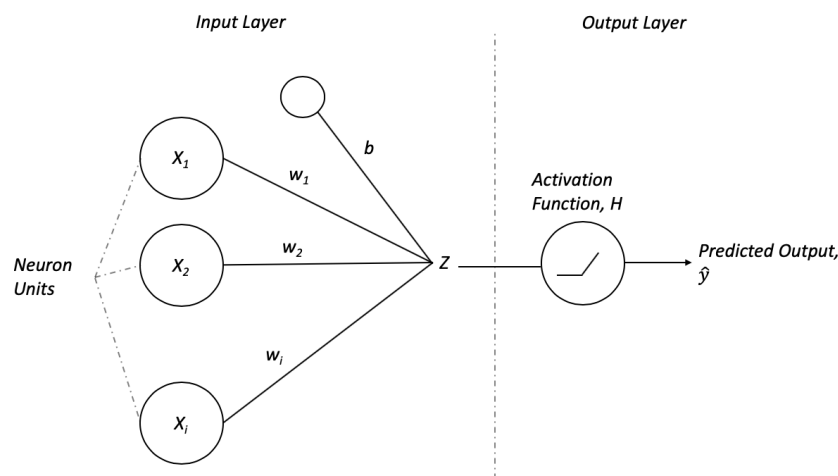 Input Layer
Output Layer
b
X₁
w₁
Activation
Function, H
w₂
X₂
Z
Neuron
Units
Predicted Output,
ŷ
wᵢ
Xᵢ